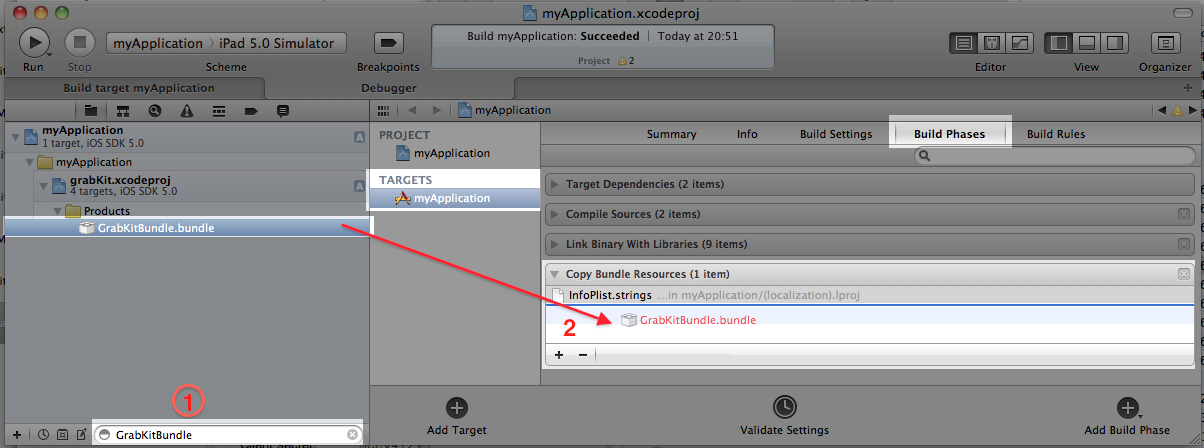 myApplication.xcodeproj
Run
Stop
myApplication › iPad 5.0 Simulator
Scheme
Breakpoints
Build myApplication: Succeeded | Today at 20:51
Project 2
Editor
View
Organizer
Build target myApplication
Debugger
myApplication
1 target, iOS SDK 5.0
myApplication
grabKit.xcodeproj
4 targets, iOS SDK 5.0
Products
GrabKitBundle.bundle
1
GrabKitBundle
myApplication
PROJECT
myApplication
TARGETS
myApplication
Summary
Info
Build Settings
Build Phases
Build Rules
Target Dependencies (2 items)
Compile Sources (2 items)
Link Binary With Libraries (9 items)
Copy Bundle Resources (1 item)
InfoPlist.strings ...in myApplication/(localization).lproj
2
GrabKitBundle.bundle
Add Target
Validate Settings
Add Build Phase